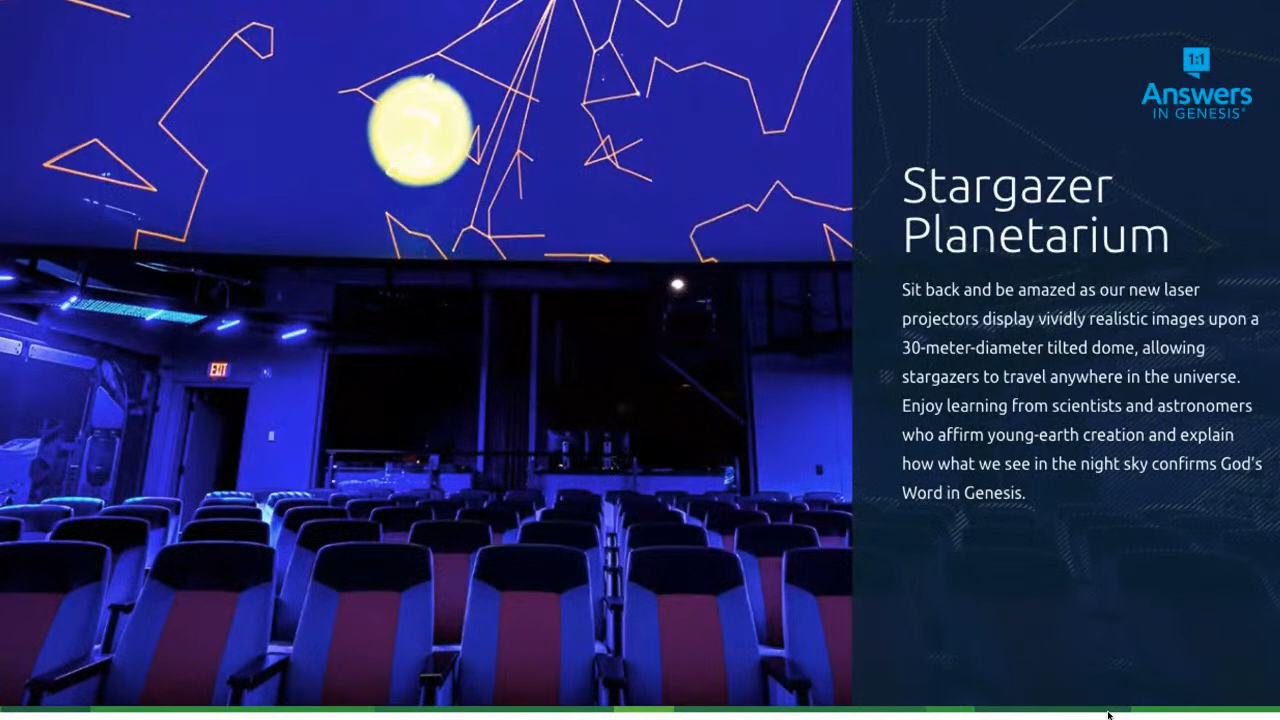 1:1
Answers
IN GENESIS®
Stargazer
Planetarium
Sit back and be amazed as our new laser
projectors display vividly realistic images upon a
30-meter-diameter tilted dome, allowing
stargazers to travel anywhere in the universe.
Enjoy learning from scientists and astronomers
who affirm young-earth creation and explain
how what we see in the night sky confirms God’s
Word in Genesis.
EXIT